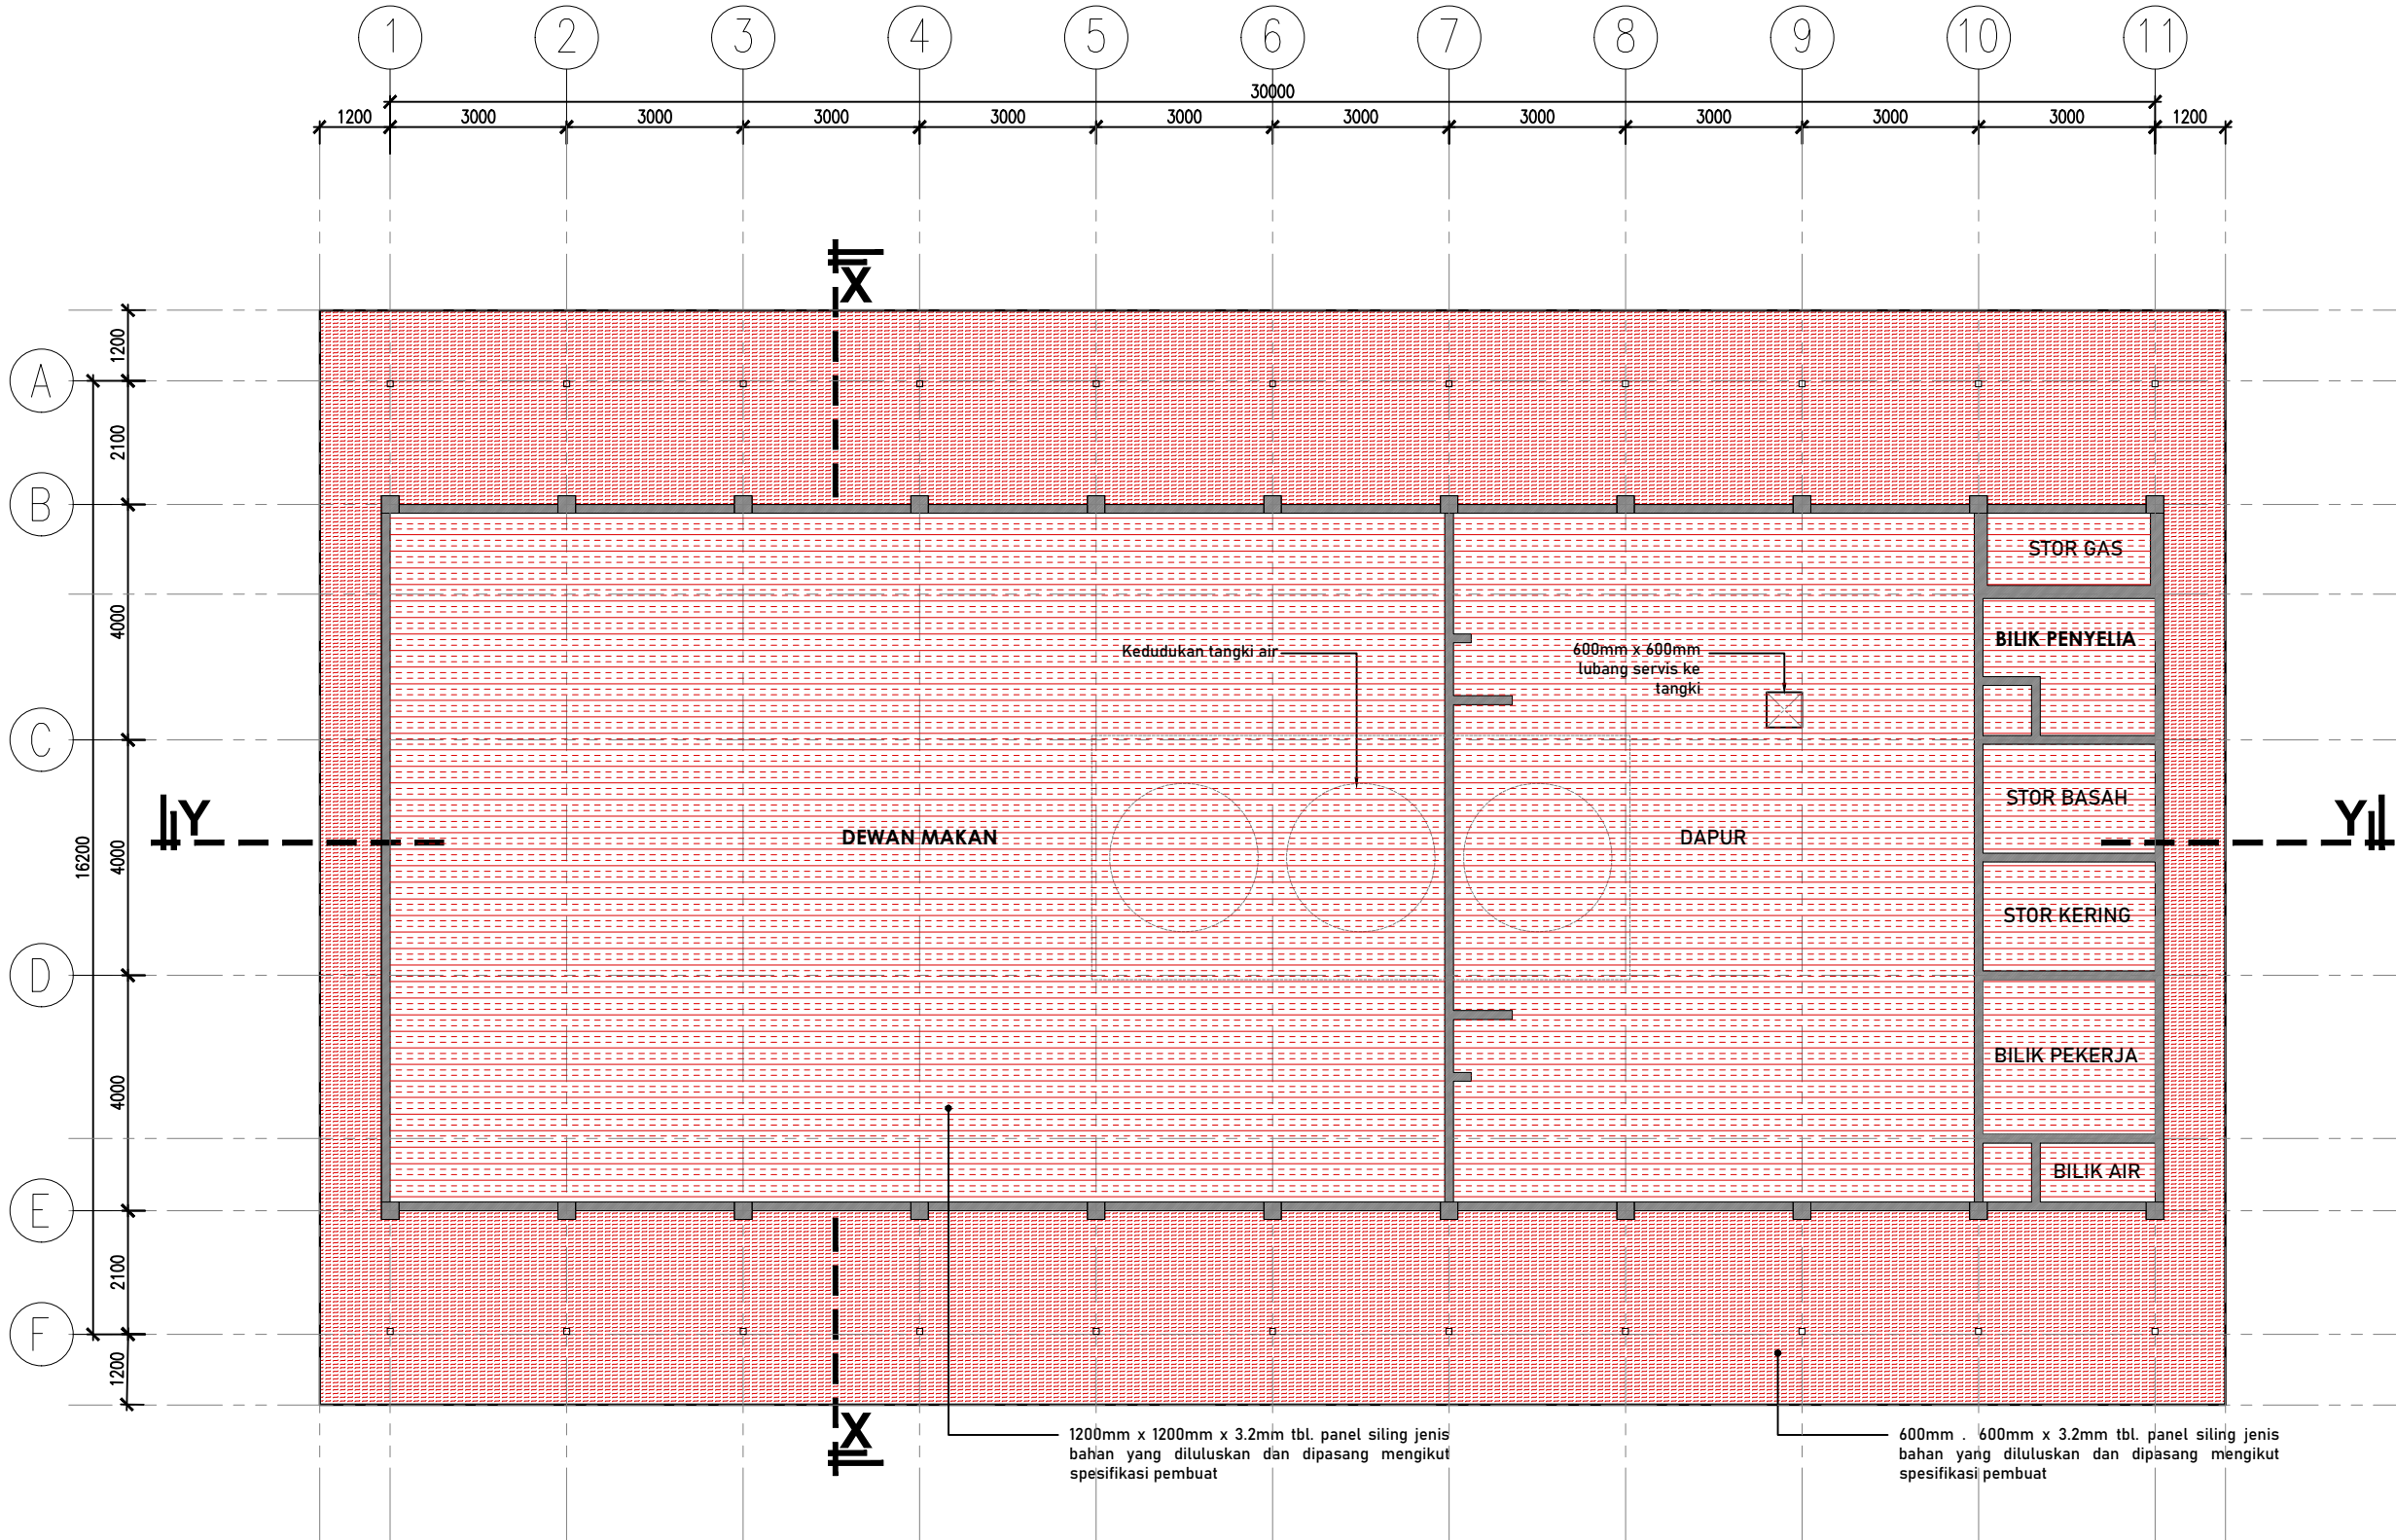 1 2 3 4 5 6 7 8 9 10 11
30000
1200 3000 3000 3000 3000 3000 3000 3000 3000 3000 3000 1200
X
1200
A
2100
B
STOR GAS
4000
BILIK PENYELIA
Kedudukan tangki air
600mm x 600mm
lubang servis ke
tangki
C
STOR BASAH
Y
Y
DEWAN MAKAN
DAPUR
16200
4000
STOR KERING
D
BILIK PEKERJA
4000
BILIK AIR
E
2100
F
1200
X
1200mm x 1200mm x 3.2mm tbl. panel siling jenis
bahan yang diluluskan dan dipasang mengikut
spesifikasi pembuat
600mm . 600mm x 3.2mm tbl. panel siling jenis
bahan yang diluluskan dan dipasang mengikut
spesifikasi pembuat